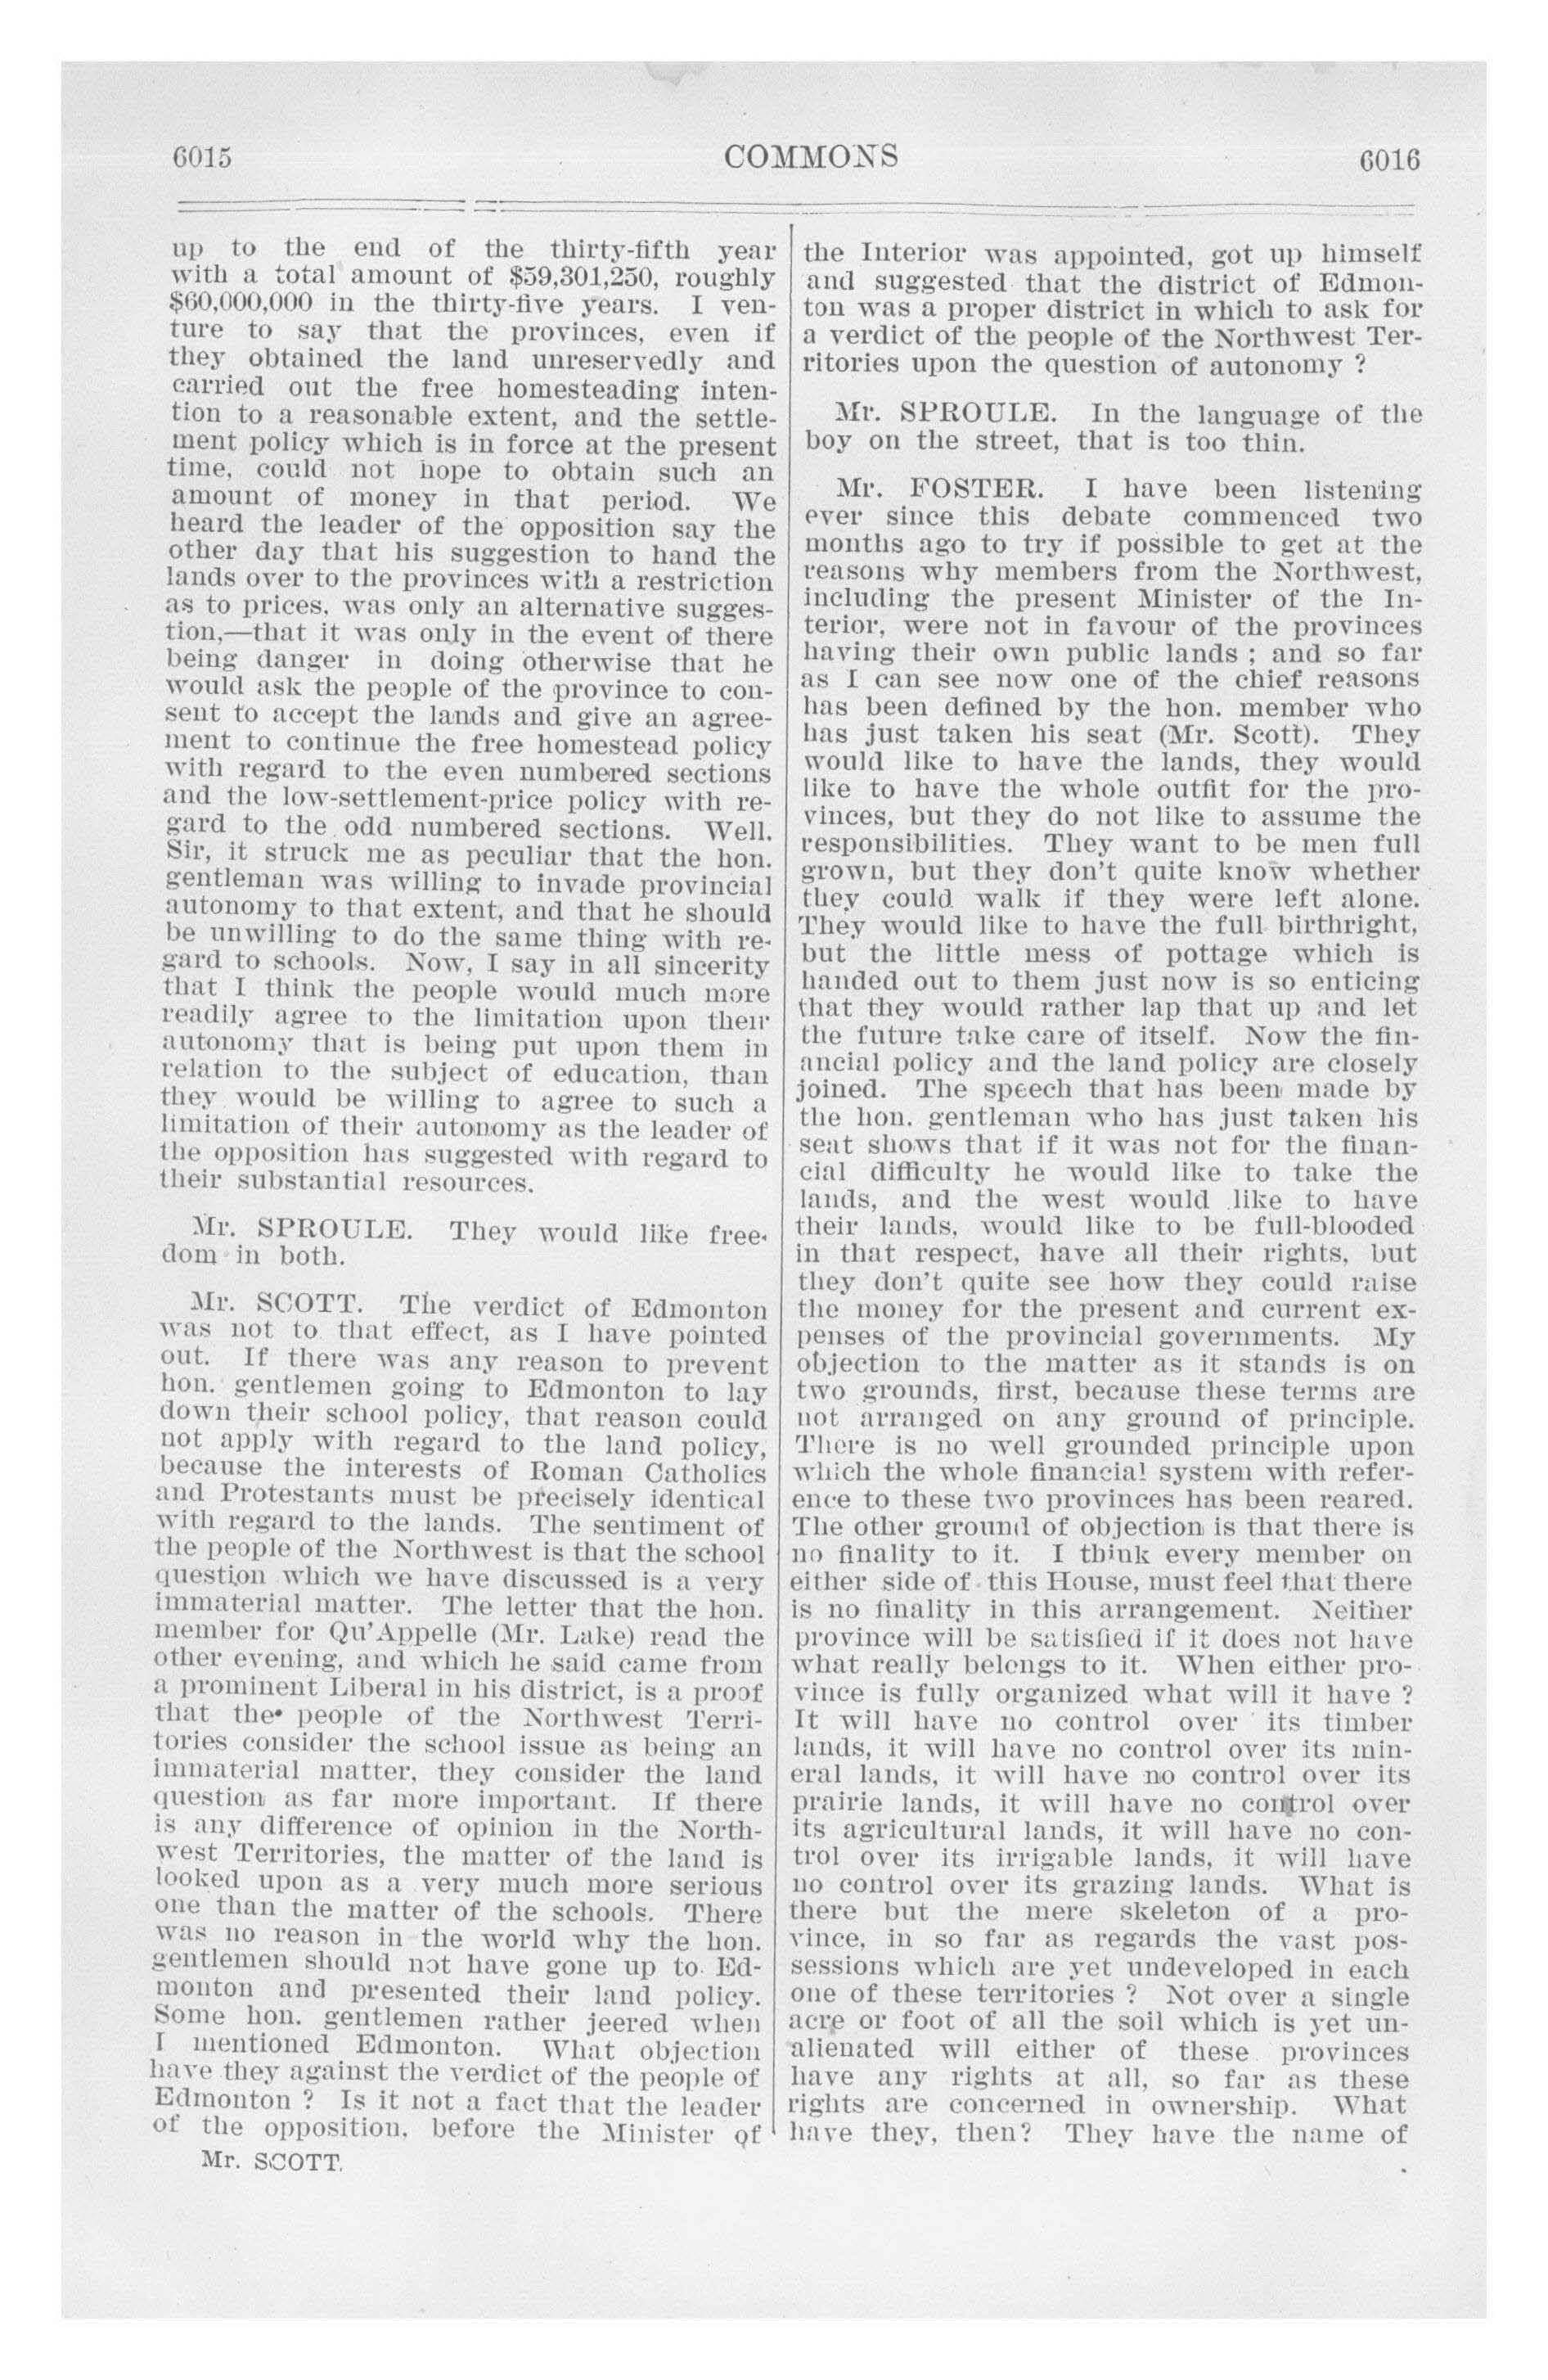 6015
COMMONS
6016
up to the end of the thirty-fifth year
with a total amount of $59,301,250, roughly
$60,000,000 in the thirty-five years. I ven-
ture to say that the provinces, even if
they obtained the land unreservedly and
carried out the free homesteading inten-
tion to a reasonable extent, and the settle-
ment policy which is in force at the present
time, could not hope to obtain such an
amount of money in that period. We
heard the leader of the opposition say the
other day that his suggestion to hand the
lands over to the provinces with a restriction
as to prices, was only an alternative sugges-
tion,—that it was only in the event of there
being danger in doing otherwise that he
would ask the people of the province to con-
sent to accept the lands and give an agree-
ment to continue the free homestead policy
with regard to the even numbered sections
and the low-settlement-price policy with re-
gard to the odd numbered sections. Well,
Sir, it struck me as peculiar that the hon.
gentleman was willing to invade provincial
autonomy to that extent, and that he should
be unwilling to do the same thing with re-
gard to schools. Now, I say in all sincerity
that I think the people would much more
readily agree to the limitation upon their
autonomy that is being put upon them in
relation to the subject of education, than
they would be willing to agree to such a
limitation of their autonomy as the leader of
the opposition has suggested with regard to
their substantial resources.
Mr. SPROULE. They would like free-
dom in both.
Mr. SCOTT. The verdict of Edmonton
was not to that effect, as I have pointed
out. If there was any reason to prevent
hon. gentlemen going to Edmonton to lay
down their school policy, that reason could
not apply with regard to the land policy,
because the interests of Roman Catholics
and Protestants must be precisely identical
with regard to the lands. The sentiment of
the people of the Northwest is that the school
question which we have discussed is a very
immaterial matter. The letter that the hon.
member for Qu'Appelle (Mr. Lake) read the
other evening, and which he said came from
a prominent Liberal in his district, is a proof
that the people of the Northwest Terri-
tories consider the school issue as being an
immaterial matter, they consider the land
question as far more important. If there
is any difference of opinion in the North-
west Territories, the matter of the land is
looked upon as a very much more serious
one than the matter of the schools. There
was no reason in the world why the hon.
gentlemen should not have gone up to Ed-
monton and presented their land policy.
Some hon. gentlemen rather jeered when
I mentioned Edmonton. What objection
have they against the verdict of the people of
Edmonton ? Is it not a fact that the leader
of the opposition, before the Minister of
Mr. SCOTT.
the Interior was appointed, got up himself
and suggested that the district of Edmon-
ton was a proper district in which to ask for
a verdict of the people of the Northwest Ter-
ritories upon the question of autonomy ?
Mr. SPROULE. In the language of the
boy on the street, that is too thin.
Mr. FOSTER. I have been listening
ever since this debate commenced two
months ago to try if possible to get at the
reasons why members from the Northwest,
including the present Minister of the In-
terior, were not in favour of the provinces
having their own public lands ; and so far
as I can see now one of the chief reasons
has been defined by the hon. member who
has just taken his seat (Mr. Scott). They
would like to have the lands, they would
like to have the whole outfit for the pro-
vinces, but they do not like to assume the
responsibilities. They want to be men full
grown, but they don't quite know whether
they could walk if they were left alone.
They would like to have the full birthright,
but the little mess of pottage which is
handed out to them just now is so enticing
that they would rather lap that up and let
the future take care of itself. Now the fin-
ancial policy and the land policy are closely
joined. The speech that has been made by
the hon. gentleman who has just taken his
seat shows that if it was not for the finan-
cial difficulty he would like to take the
lands, and the west would like to have
their lands, would like to be full-blooded
in that respect, have all their rights, but
they don't quite see how they could raise
the money for the present and current ex-
penses of the provincial governments. My
objection to the matter as it stands is on
two grounds, first, because these terms are
not arranged on any ground of principle.
There is no well grounded principle upon
which the whole financial system with refer-
ence to these two provinces has been reared.
The other ground of objection is that there is
no finality to it. I think every member on
either side of this House, must feel that there
is no finality in this arrangement. Neither
province will be satisfied if it does not have
what really belongs to it. When either pro-
vince is fully organized what will it have ?
It will have no control over its timber
lands, it will have no control over its min-
eral lands, it will have no control over its
prairie lands, it will have no control over
its agricultural lands, it will have no con-
trol over its irrigable lands, it will have
no control over its grazing lands. What is
there but the mere skeleton of a pro-
vince, in so far as regards the vast pos-
sessions which are yet undeveloped in each
one of these territories ? Not over a single
acre or foot of all the soil which is yet un-
alienated will either of these provinces
have any rights at all, so far as these
rights are concerned in ownership. What
have they, then? They have the name of